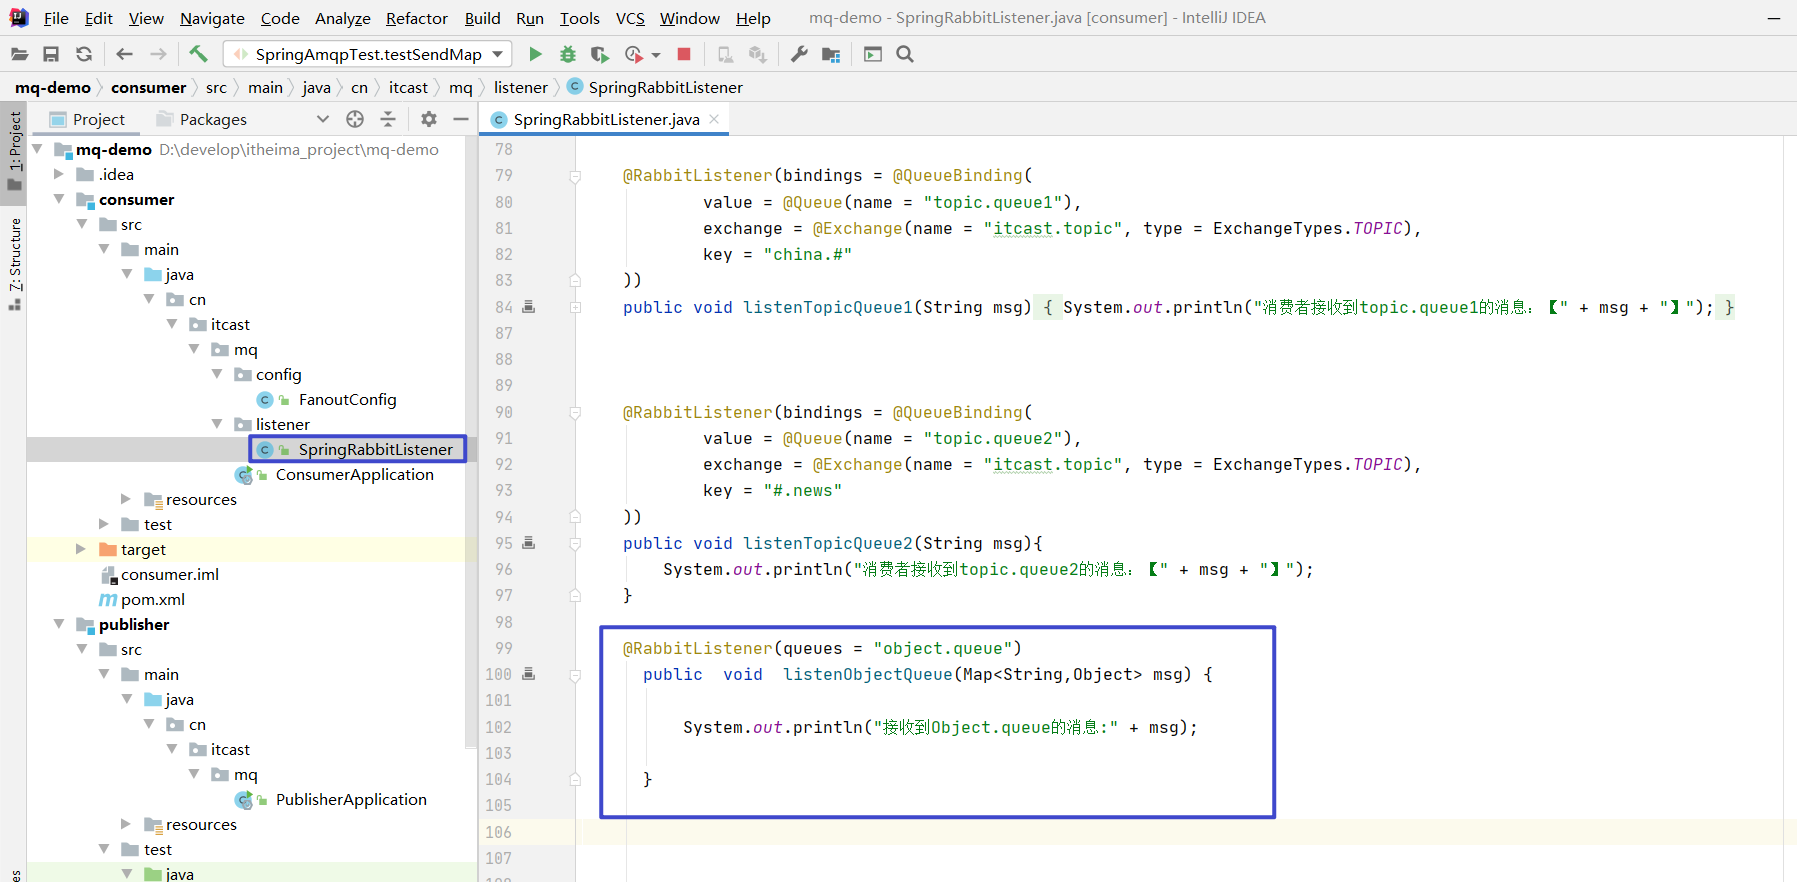 File Edit View Navigate Code Analyze Refactor Build Run Tools VCS Window Help mq-demo - SpringRabbitListener.java [consumer] - IntelliJ IDEA
SpringAmqpTest.testSendMap
mq-demo consumer src main java cn itcast mq listener SpringRabbitListener
1: Project
7: Structure
Project Packages
mq-demo D:\develop\itheima_project\mq-demo
.idea
consumer
src
main
java
cn
itcast
mq
config
FanoutConfig
listener
SpringRabbitListener
ConsumerApplication
resources
test
target
consumer.iml
pom.xml
publisher
src
main
java
cn
itcast
mq
PublisherApplication
resources
test
java
SpringRabbitListener.java
78
79 @RabbitListener(bindings = @QueueBinding(
80 value = @Queue(name = "topic.queue1"),
81 exchange = @Exchange(name = "itcast.topic", type = ExchangeTypes.TOPIC),
82 key = "china.#"
83 ))
84 public void listenTopicQueue1(String msg) { System.out.println("消费者接收到topic.queue1的消息：【" + msg + "】"); }
87
88
89
90 @RabbitListener(bindings = @QueueBinding(
91 value = @Queue(name = "topic.queue2"),
92 exchange = @Exchange(name = "itcast.topic", type = ExchangeTypes.TOPIC),
93 key = "#.news"
94 ))
95 public void listenTopicQueue2(String msg){
96 System.out.println("消费者接收到topic.queue2的消息：【" + msg + "】");
97 }
98
99 @RabbitListener(queues = "object.queue")
100 public void listenObjectQueue(Map<String,Object> msg) {
101
102 System.out.println("接收到Object.queue的消息:" + msg);
103
104 }
105
106
107